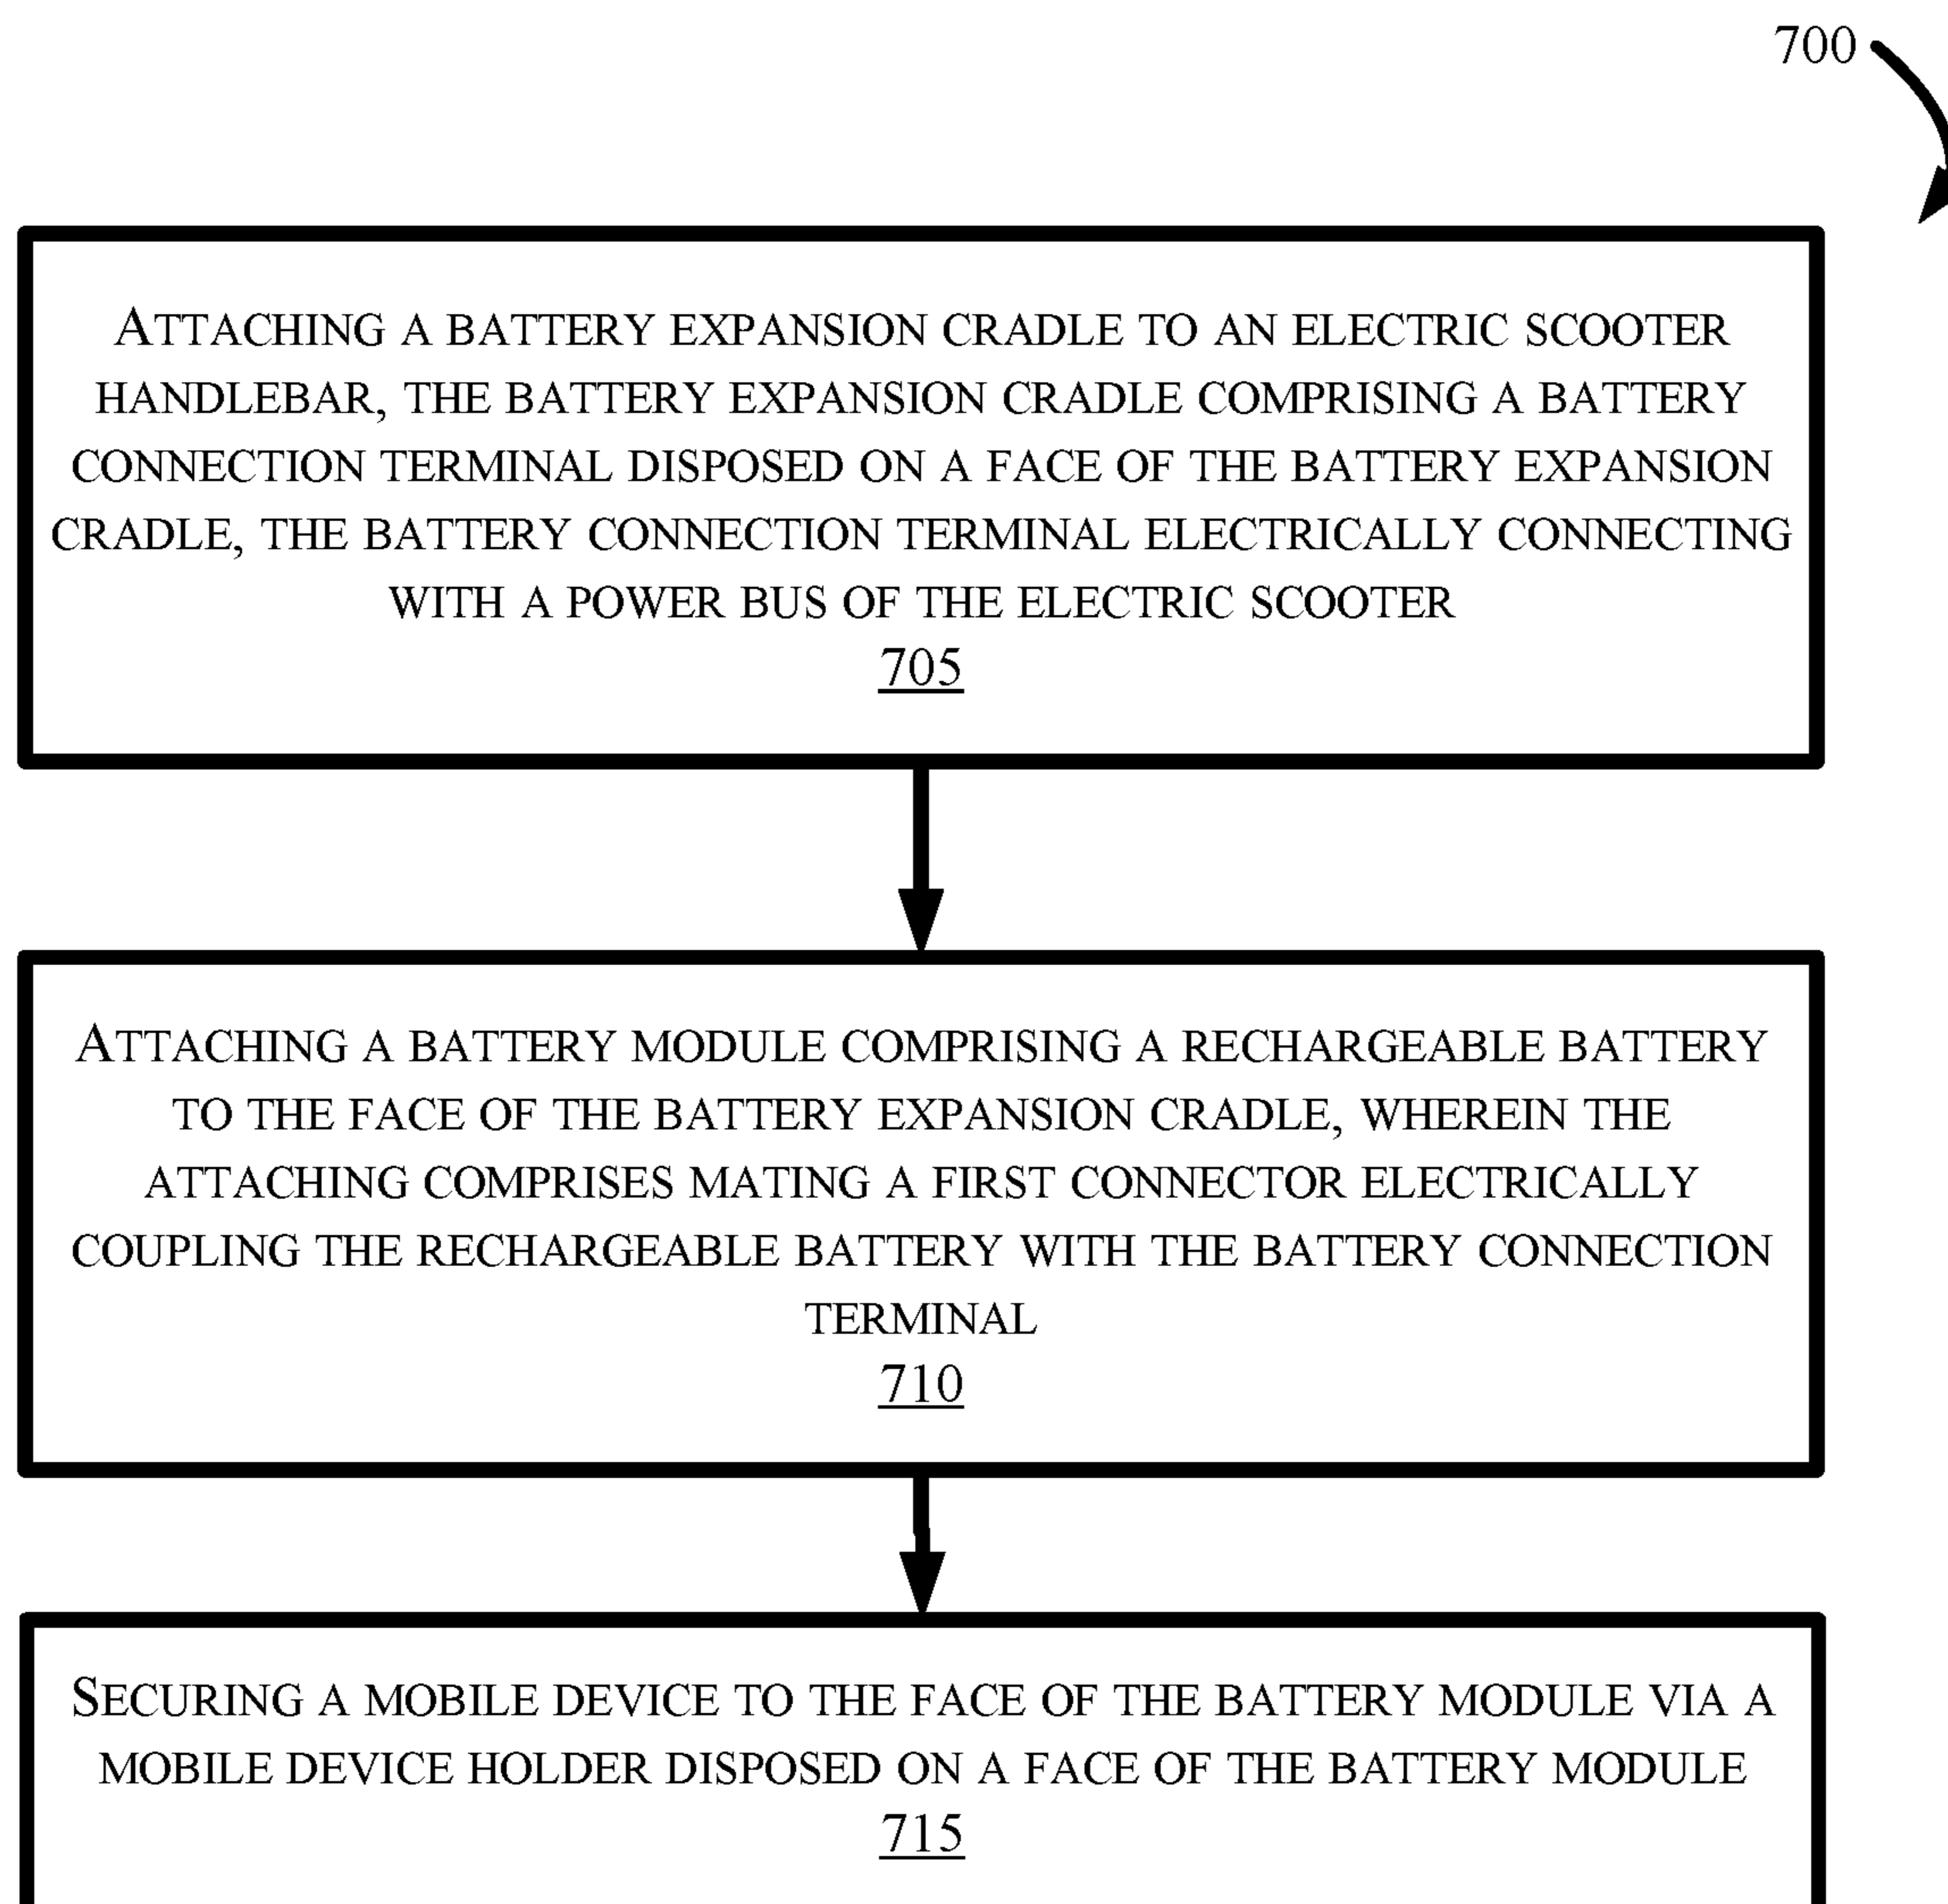 700
ATTACHING A BATTERY EXPANSION CRADLE TO AN ELECTRIC SCOOTER
HANDLEBAR, THE BATTERY EXPANSION CRADLE COMPRISING A BATTERY
CONNECTION TERMINAL DISPOSED ON A FACE OF THE BATTERY EXPANSION
CRADLE, THE BATTERY CONNECTION TERMINAL ELECTRICALLY CONNECTING
WITH A POWER BUS OF THE ELECTRIC SCOOTER
705
ATTACHING A BATTERY MODULE COMPRISING A RECHARGEABLE BATTERY
TO THE FACE OF THE BATTERY EXPANSION CRADLE, WHEREIN THE
ATTACHING COMPRISES MATING A FIRST CONNECTOR ELECTRICALLY
COUPLING THE RECHARGEABLE BATTERY WITH THE BATTERY CONNECTION
TERMINAL
710
SECURING A MOBILE DEVICE TO THE FACE OF THE BATTERY MODULE VIA A
MOBILE DEVICE HOLDER DISPOSED ON A FACE OF THE BATTERY MODULE
715